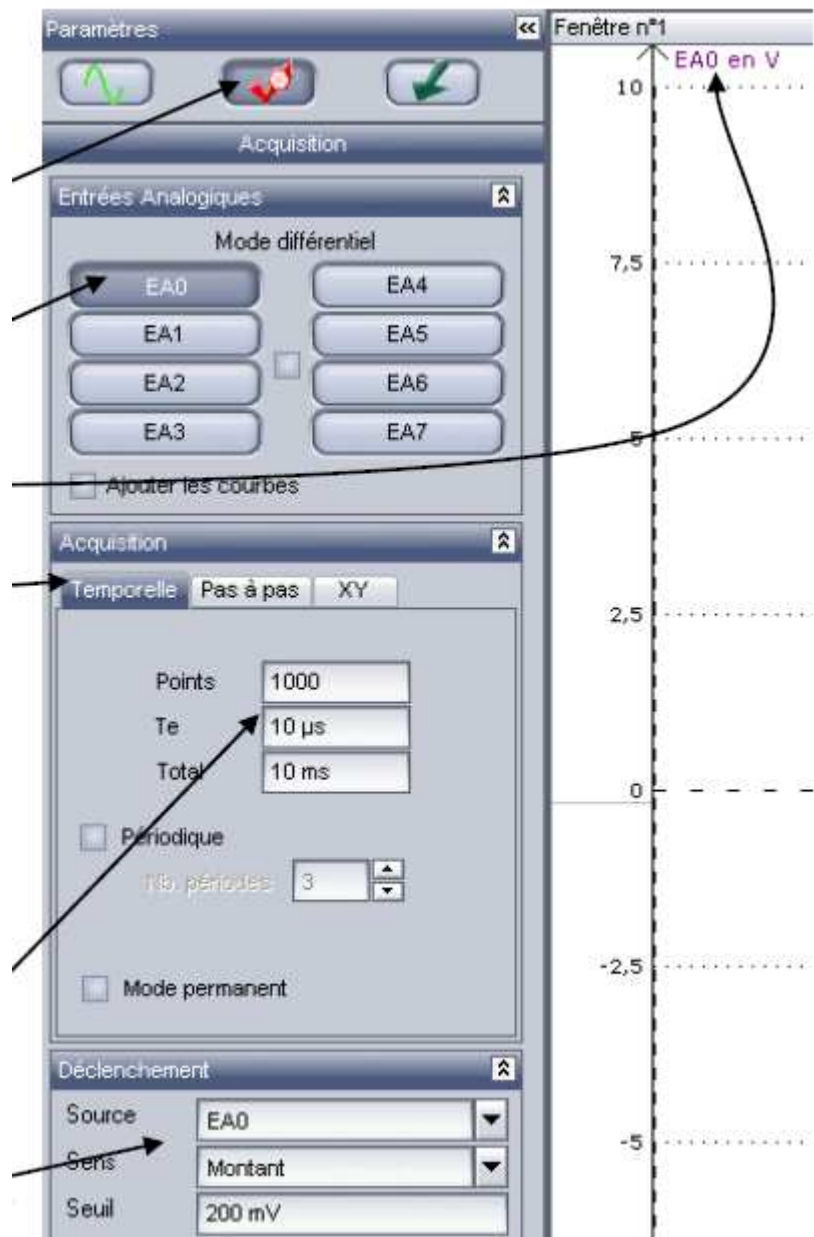 Paramètres
Acquisition
Entrées Analogiques
Mode différentiel
EA0 EA4
EA1 EA5
EA2 EA6
EA3 EA7
Ajouter les courbes
Acquisition
Temporelle Pas à pas XY
Points 1000
Te 10 µs
Total 10 ms
Périodique
Nb. périodes 3
Mode permanent
Déclenchement
Source EA0
Sens Montant
Seuil 200 mV
Fenêtre n°1
EA0 en V
10
7,5
5
2,5
0
-2,5
-5